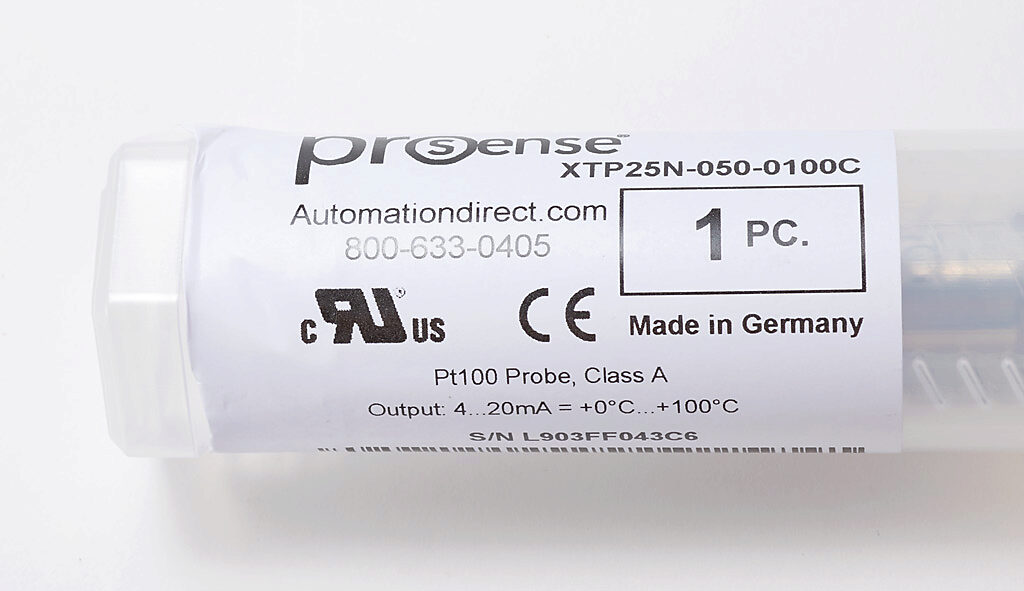 prosense
XTP25N-050-0100C
Automationdirect.com
800-633-0405
1 PC.
c RU ® US
CE
Made in Germany
Pt100 Probe, Class A
Output: 4...20mA = +0°C...+100°C
S/N L903FF043C6